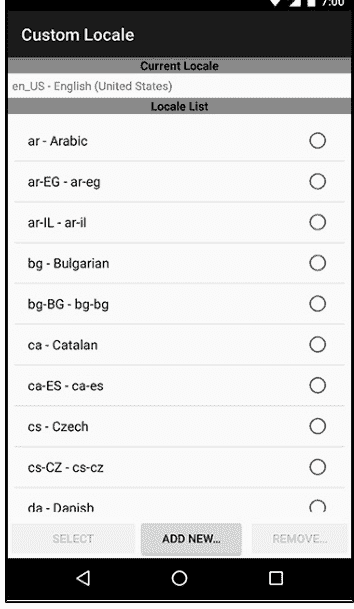 7:00
Custom Locale
Current Locale
en_US - English (United States)
Locale List
ar - Arabic
ar-EG - ar-eg
ar-IL - ar-il
bg - Bulgarian
bg-BG - bg-bg
ca - Catalan
ca-ES - ca-es
cs - Czech
cs-CZ - cs-cz
da - Danish
SELECT ADD NEW... REMOVE...